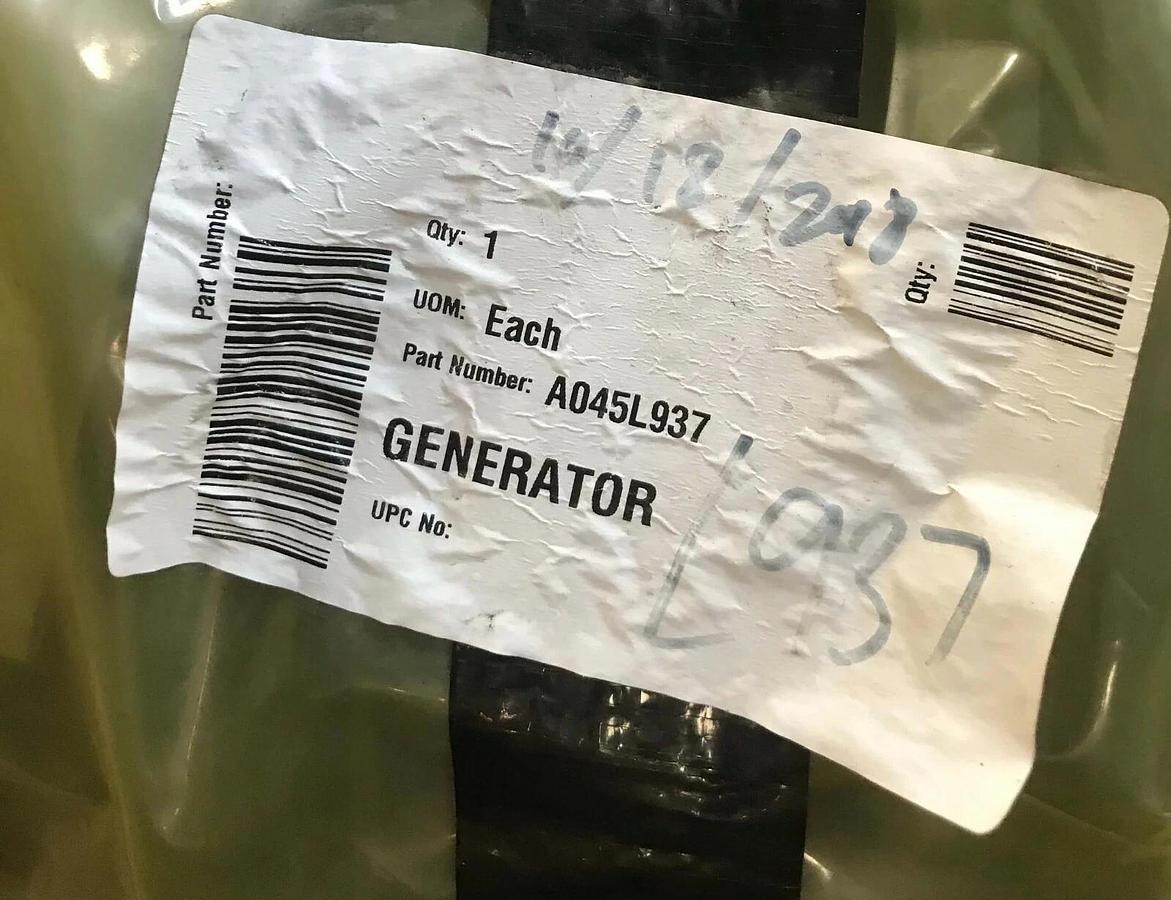 10/18/2018
Part Number:
Qty: 1
Qty:
UOM: Each
Part Number: A045L937
GENERATOR
L937
UPC No: